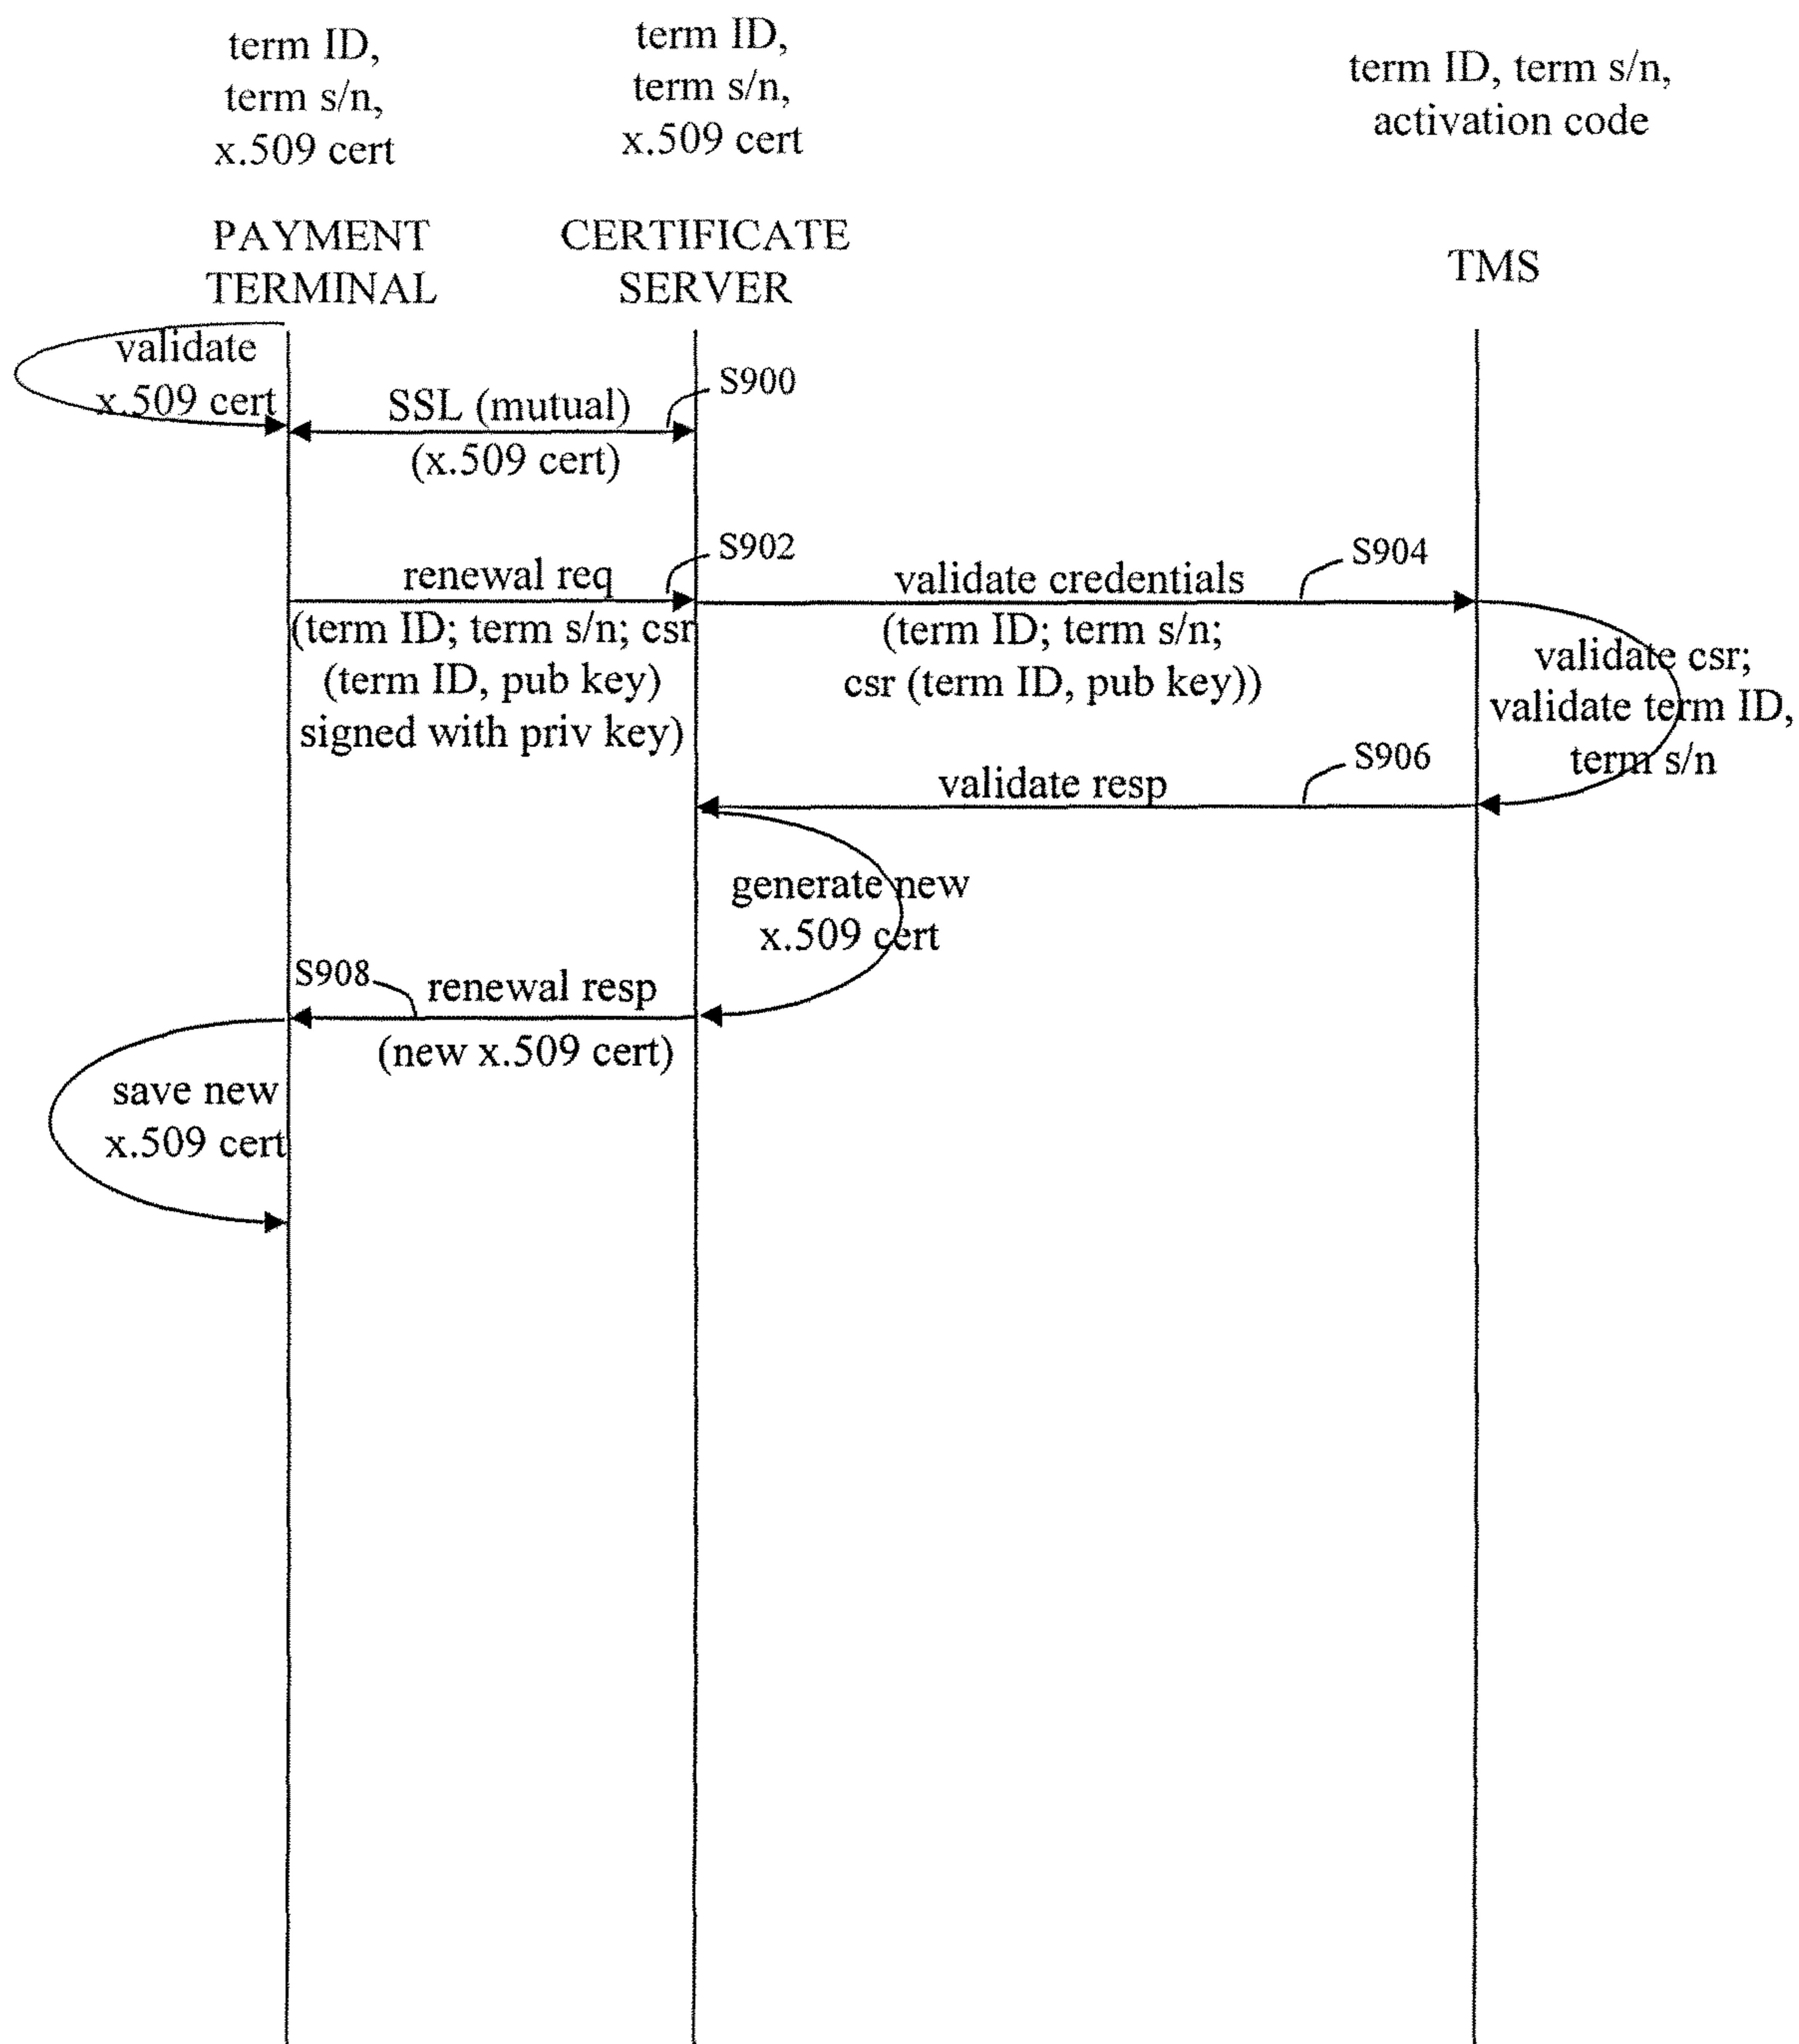 term ID,
term s/n,
x.509 cert
term ID,
term s/n,
x.509 cert
term ID, term s/n,
activation code
PAYMENT
TERMINAL
CERTIFICATE
SERVER
TMS
validate
x.509 cert
SSL (mutual)
(x.509 cert)
S900
renewal req
(term ID; term s/n; csr
(term ID, pub key)
signed with priv key)
S902
validate credentials
(term ID; term s/n;
csr (term ID, pub key))
S904
validate csr;
validate term ID,
term s/n
validate resp
S906
generate new
x.509 cert
S908
renewal resp
(new x.509 cert)
save new
x.509 cert